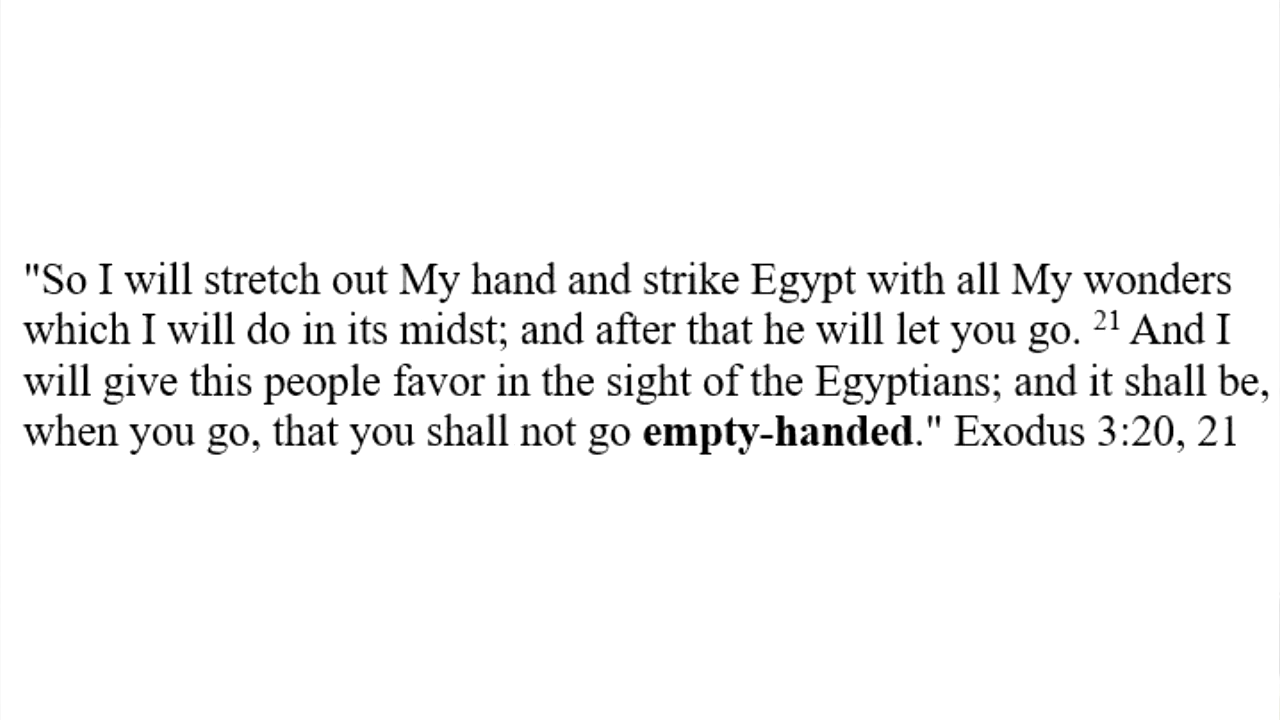 "So I will stretch out My hand and strike Egypt with all My wonders
which I will do in its midst; and after that he will let you go. 21 And I
will give this people favor in the sight of the Egyptians; and it shall be,
when you go, that you shall not go empty-handed." Exodus 3:20, 21